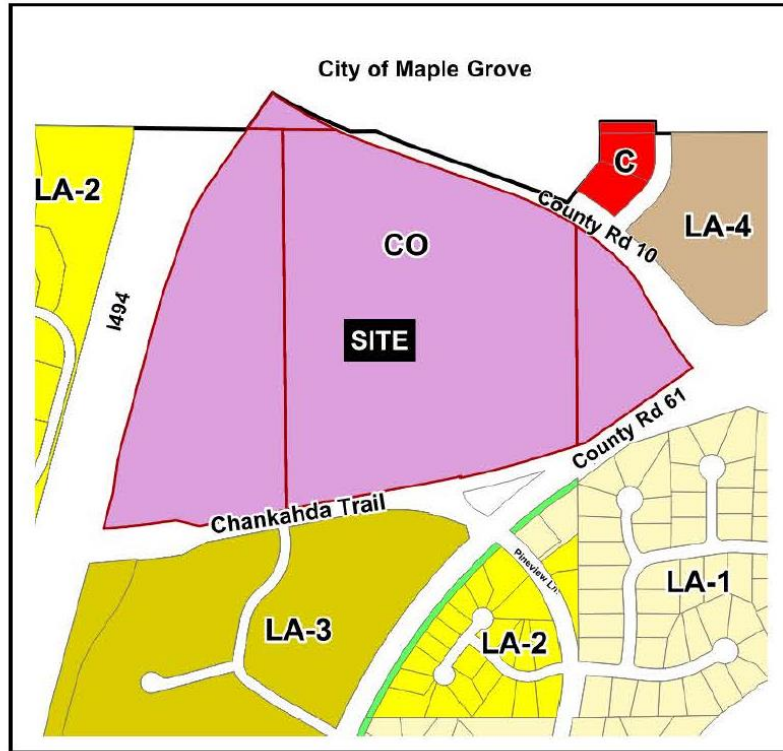 City of Maple Grove
LA-2
C
County Rd 10
LA-4
CO
I494
SITE
County Rd 61
Chankahda Trail
Pineview Ln.
LA-1
LA-3
LA-2